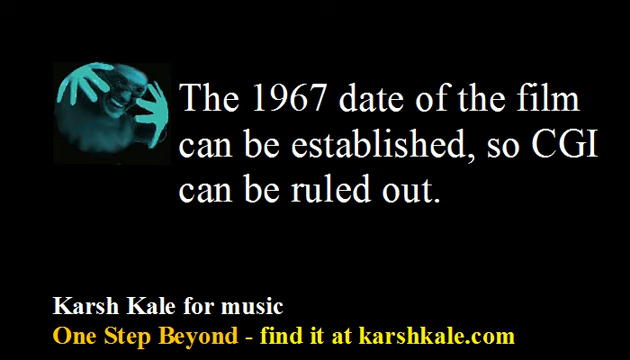 The 1967 date of the film
can be established, so CGI
can be ruled out.
Karsh Kale for music
One Step Beyond - find it at karshkale.com